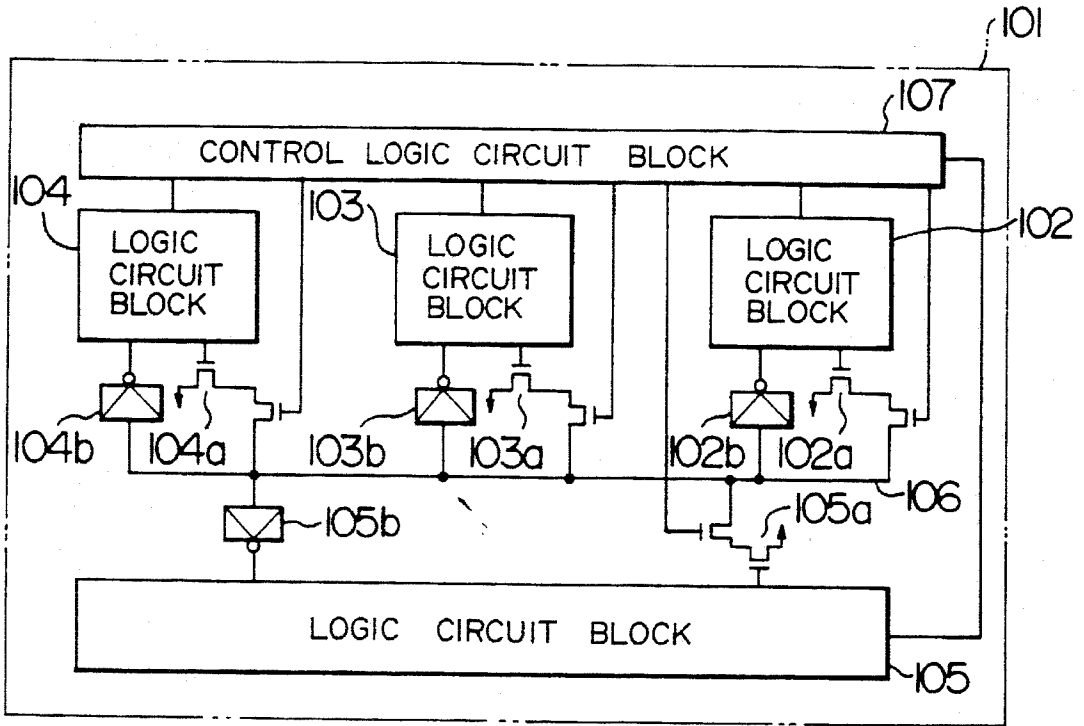 101
107
CONTROL LOGIC CIRCUIT BLOCK
104
103
102
LOGIC
CIRCUIT
BLOCK
LOGIC
CIRCUIT
BLOCK
LOGIC
CIRCUIT
BLOCK
104b
104a
103b
103a
102b
102a
106
105b
105a
LOGIC CIRCUIT BLOCK
105